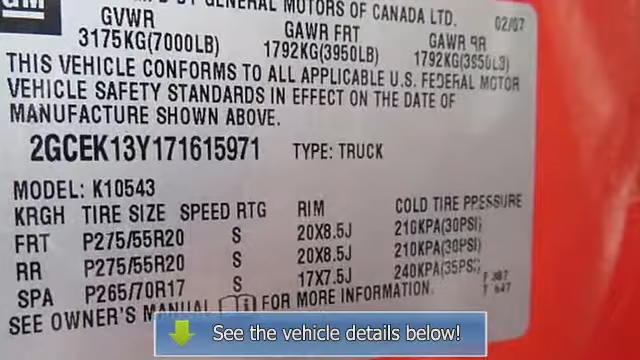 GM
GENERAL MOTORS OF CANADA LTD. 02/07
GVWR GAWR FRT GAWR RR
3175KG(7000LB) 1792KG(3950LB) 1792KG(3950LB)
THIS VEHICLE CONFORMS TO ALL APPLICABLE U.S. FEDERAL MOTOR
VEHICLE SAFETY STANDARDS IN EFFECT ON THE DATE OF
MANUFACTURE SHOWN ABOVE.
2GCEK13Y171615971 TYPE: TRUCK
MODEL: K10543
KRGH TIRE SIZE SPEED RTG RIM COLD TIRE PRESSURE
FRT P275/55R20 S 20X8.5J 210KPA(30PSI)
RR P275/55R20 S 20X8.5J 210KPA(30PSI)
SPA P265/70R17 S 17X7.5J 240KPA(35PSI)
SEE OWNER'S MANUAL FOR MORE INFORMATION.
See the vehicle details below!